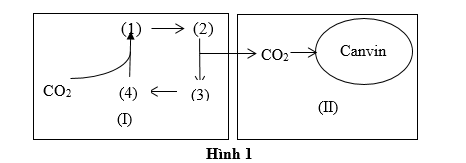 (1) (2)
CO₂ Canvin
CO₂ (4) (3)
(I) (II)
Hình 1